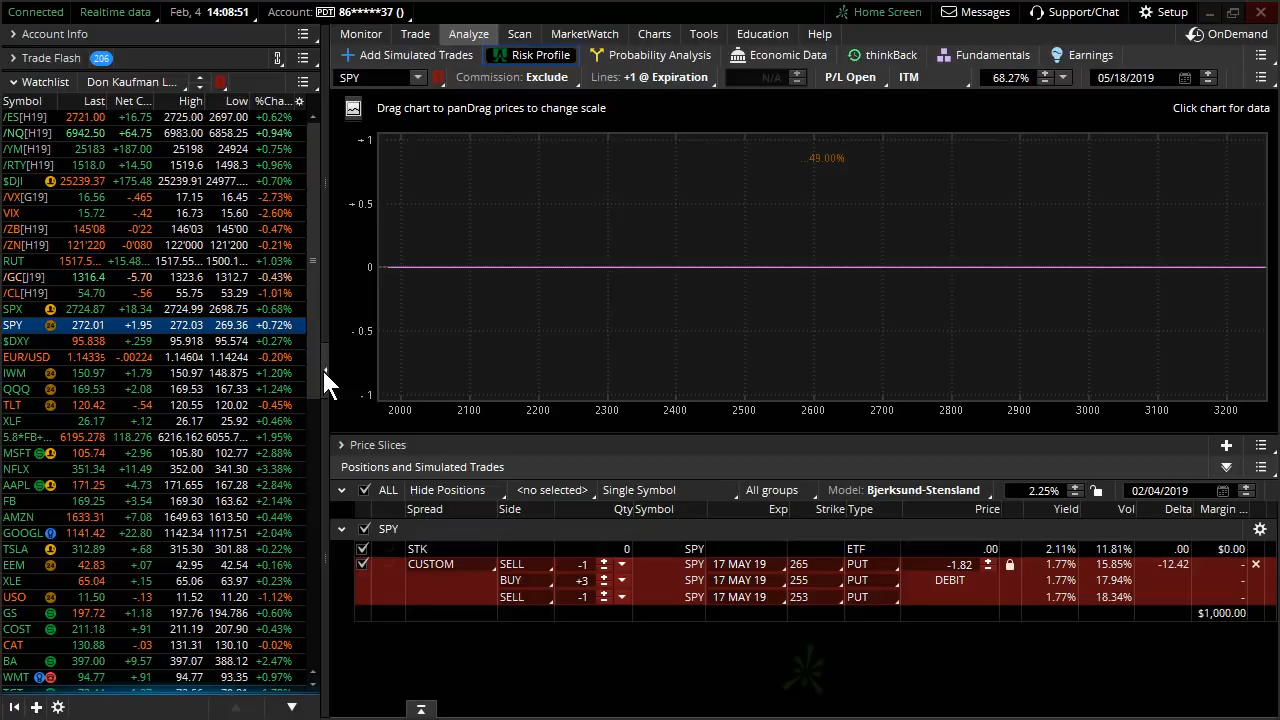 Connected Realtime data Feb, 4 14:08:51 Account: PDT 86*****37 () Home Screen Messages Support/Chat Setup
Account Info Monitor Trade Analyze Scan MarketWatch Charts Tools Education Help OnDemand
Trade Flash 206 Add Simulated Trades Risk Profile Probability Analysis Economic Data thinkBack Fundamentals Earnings
Watchlist Don Kaufman L... SPY Commission: Exclude Lines: +1 @ Expiration N/A P/L Open ITM 68.27% 05/18/2019
Symbol Last Net C... High Low %Cha...
Drag chart to panDrag prices to change scale Click chart for data
/ES[H19] 2721.00 +16.75 2725.00 2697.00 +0.62%
/NQ[H19] 6942.50 +64.75 6983.00 6858.25 +0.94%
/YM[H19] 25183 +187.00 25198 24924 +0.75%
/RTY[H19] 1518.0 +14.50 1519.6 1498.3 +0.96%
$DJI 25239.37 +175.48 25239.91 24977.... +0.70%
/VX[G19] 16.56 -.465 17.15 16.45 -2.73%
VIX 15.72 -.42 16.73 15.60 -2.60%
/ZB[H19] 145'08 -0'22 146'03 145'00 -0.47%
/ZN[H19] 121'220 -0'080 122'000 121'200 -0.21%
RUT 1517.5... +15.48... 1517.55... 1500.1... +1.03%
/GC[J19] 1316.4 -5.70 1323.6 1312.7 -0.43%
/CL[H19] 54.70 -.56 55.75 53.29 -1.01%
SPX 2724.87 +18.34 2724.99 2698.75 +0.68%
SPY 272.01 +1.95 272.03 269.36 +0.72%
$DXY 95.838 +.259 95.918 95.574 +0.27%
EUR/USD 1.14335 -.00224 1.14604 1.14244 -0.20%
IWM 150.97 +1.79 150.97 148.875 +1.20%
QQQ 169.53 +2.08 169.53 167.33 +1.24%
TLT 120.42 -.54 120.55 120.02 -0.45%
XLF 26.17 +.12 26.17 25.92 +0.46%
5.8*FB+... 6195.278 118.276 6216.162 6055.7... +1.95%
MSFT 105.74 +2.96 105.80 102.77 +2.88%
NFLX 351.34 +11.49 352.00 341.30 +3.38%
AAPL 171.25 +4.73 171.655 167.28 +2.84%
FB 169.25 +3.54 169.30 163.62 +2.14%
AMZN 1633.31 +7.08 1649.63 1613.50 +0.44%
GOOGL 1141.42 +22.80 1142.34 1117.51 +2.04%
TSLA 312.89 +.68 315.30 301.88 +0.22%
EEM 42.83 +.07 42.95 42.54 +0.16%
XLE 65.04 +.15 65.06 63.97 +0.23%
USO 11.50 -.13 11.52 11.20 -1.12%
GS 197.72 +1.18 197.76 194.786 +0.60%
COST 211.18 +.91 211.19 207.90 +0.43%
CAT 130.88 -.03 131.31 130.10 -0.02%
BA 397.00 +9.57 397.07 388.12 +2.47%
WMT 94.77 +.91 94.77 93.57 +0.97%
+ 1
...49.00%
+ 0.5
0
- 0.5
- 1
2000 2100 2200 2300 2400 2500 2600 2700 2800 2900 3000 3100 3200
Price Slices
Positions and Simulated Trades
ALL Hide Positions <no selected> Single Symbol All groups Model: Bjerksund-Stensland 2.25% 02/04/2019
Spread Side Qty Symbol Exp Strike Type Price Yield Vol Delta Margin ...
SPY
STK 0 SPY ETF .00 2.11% 11.81% .00 $0.00
CUSTOM SELL -1 SPY 17 MAY 19 265 PUT -1.82 1.77% 15.85% -12.42 -
BUY +3 SPY 17 MAY 19 255 PUT DEBIT 1.77% 17.94% -
SELL -1 SPY 17 MAY 19 253 PUT 1.77% 18.34% -
$1,000.00